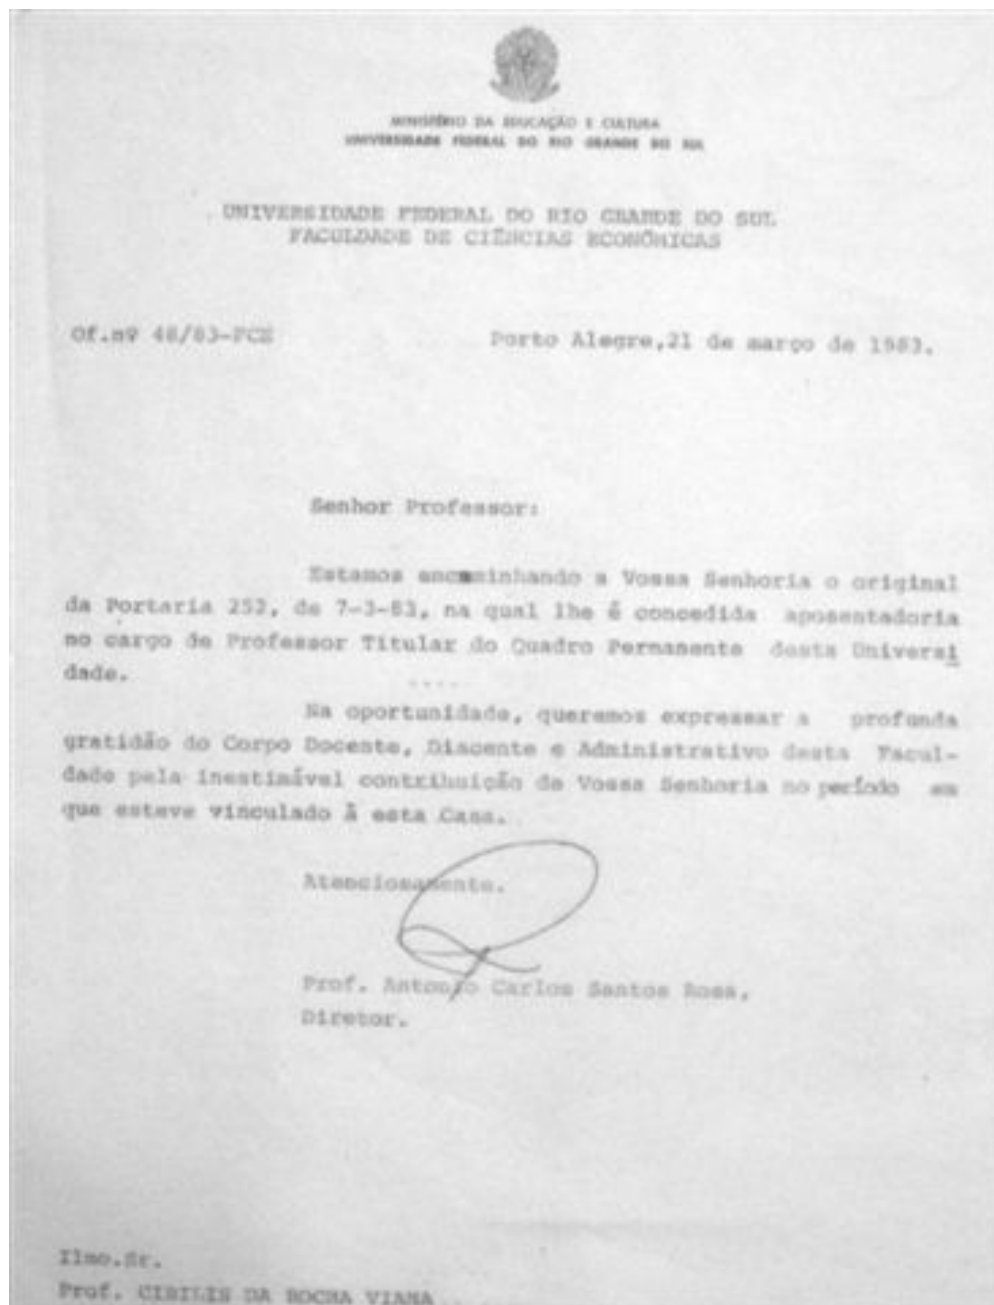 MINISTÉRIO DA EDUCAÇÃO E CULTURA
UNIVERSIDADE FEDERAL DO RIO GRANDE DO SUL
UNIVERSIDADE FEDERAL DO RIO GRANDE DO SUL
FACULDADE DE CIÊNCIAS ECONÔMICAS
Of.nº 48/83-FCE
Porto Alegre,21 de março de 1983.
Senhor Professor:
Estamos encaminhando a Vossa Senhoria o original
da Portaria 253, de 7-3-83, na qual lhe é concedida aposentadoria
no cargo de Professor Titular do Quadro Permanente desta Universi
dade.
Na oportunidade, queremos expressar a profunda
gratidão do Corpo Docente, Discente e Administrativo desta Facul-
dade pela inestimável contribuição de Vossa Senhoria no período em
que esteve vinculado à esta Casa.
Atenciosamente.
Prof. Antonio Carlos Santos Rosa,
Diretor.
Ilmo.Sr.
Prof. CIBILIS DA ROCHA VIANA